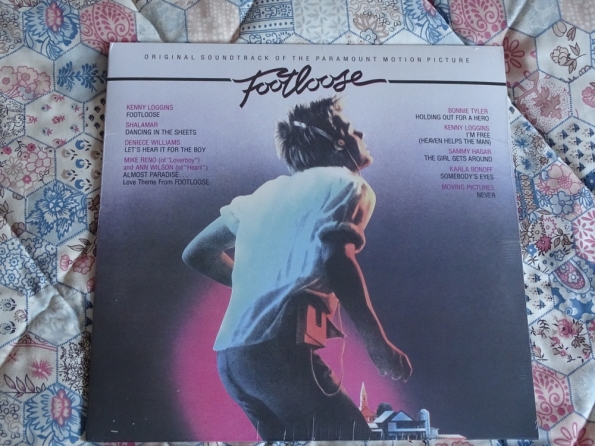 ORIGINAL SOUNDTRACK OF THE PARAMOUNT MOTION PICTURE
Footloose
KENNY LOGGINS
FOOTLOOSE
SHALAMAR
DANCING IN THE SHEETS
DENIECE WILLIAMS
LET'S HEAR IT FOR THE BOY
MIKE RENO (of "Loverboy")
and ANN WILSON (of "Heart")
ALMOST PARADISE...
Love Theme From FOOTLOOSE
BONNIE TYLER
HOLDING OUT FOR A HERO
KENNY LOGGINS
I'M FREE
(HEAVEN HELPS THE MAN)
SAMMY HAGAR
THE GIRL GETS AROUND
KARLA BONOFF
SOMEBODY'S EYES
MOVING PICTURES
NEVER